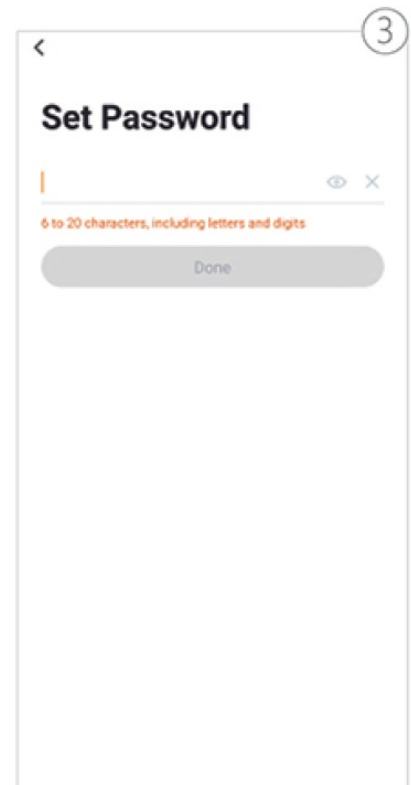 ③
Set Password
6 to 20 characters, including letters and digits
Done